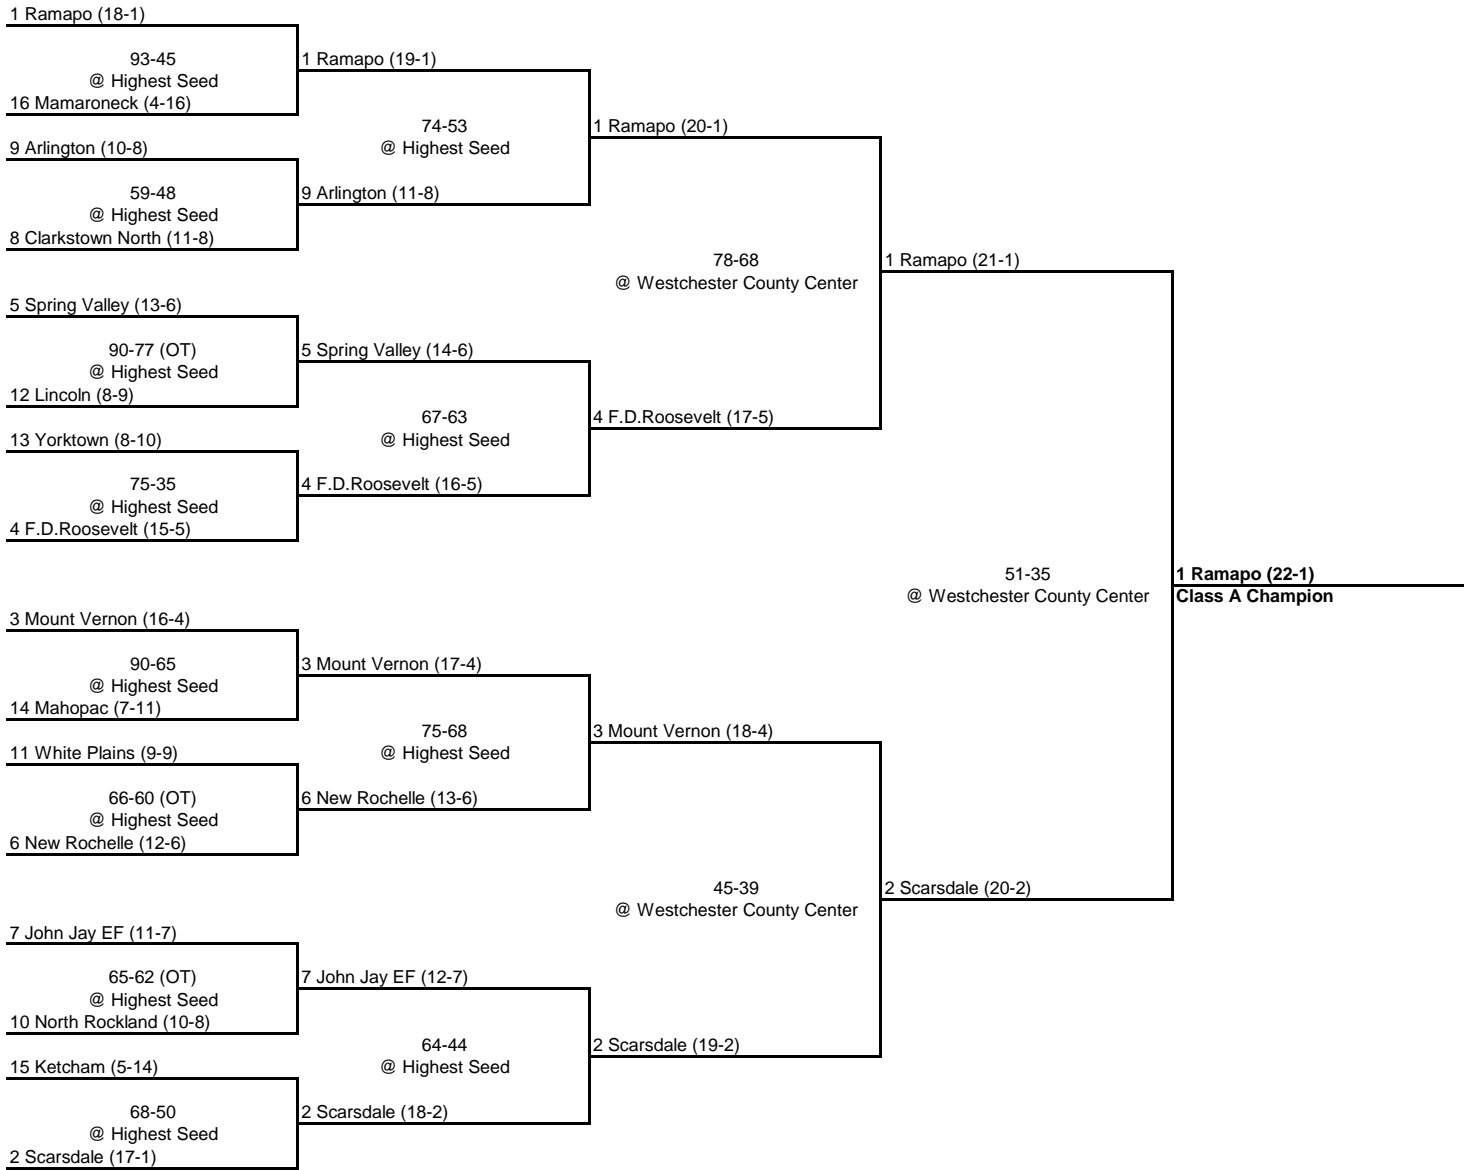 1 Ramapo (18-1)
93-45
@ Highest Seed
16 Mamaroneck (4-16)
9 Arlington (10-8)
59-48
@ Highest Seed
8 Clarkstown North (11-8)
5 Spring Valley (13-6)
90-77 (OT)
@ Highest Seed
12 Lincoln (8-9)
13 Yorktown (8-10)
75-35
@ Highest Seed
4 F.D.Roosevelt (15-5)
3 Mount Vernon (16-4)
90-65
@ Highest Seed
14 Mahopac (7-11)
11 White Plains (9-9)
66-60 (OT)
@ Highest Seed
6 New Rochelle (12-6)
7 John Jay EF (11-7)
65-62 (OT)
@ Highest Seed
10 North Rockland (10-8)
15 Ketcham (5-14)
68-50
@ Highest Seed
2 Scarsdale (17-1)
1 Ramapo (19-1)
74-53
@ Highest Seed
9 Arlington (11-8)
5 Spring Valley (14-6)
67-63
@ Highest Seed
4 F.D.Roosevelt (16-5)
3 Mount Vernon (17-4)
75-68
@ Highest Seed
6 New Rochelle (13-6)
7 John Jay EF (12-7)
64-44
@ Highest Seed
2 Scarsdale (18-2)
1 Ramapo (20-1)
78-68
@ Westchester County Center
4 F.D.Roosevelt (17-5)
3 Mount Vernon (18-4)
45-39
@ Westchester County Center
2 Scarsdale (19-2)
1 Ramapo (21-1)
51-35
@ Westchester County Center
2 Scarsdale (20-2)
1 Ramapo (22-1)
Class A Champion